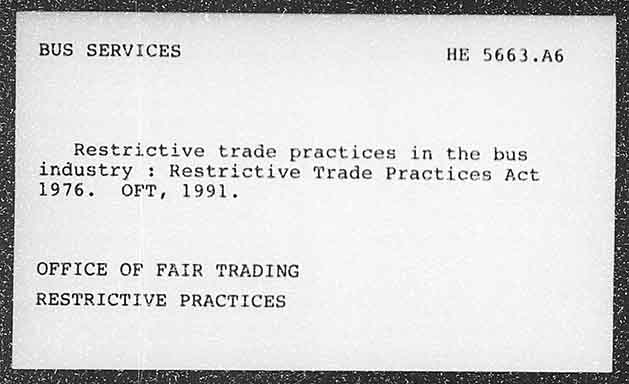 BUS SERVICES
HE 5663.A6
Restrictive trade practices in the bus
industry : Restrictive Trade Practices Act
1976. OFT, 1991.
OFFICE OF FAIR TRADING
RESTRICTIVE PRACTICES